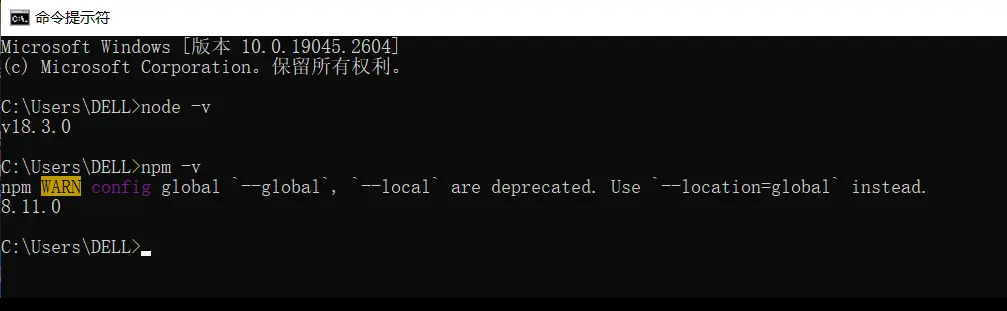 命令提示符
Microsoft Windows [版本 10.0.19045.2604]
(c) Microsoft Corporation。保留所有权利。
C:\Users\DELL>node -v
v18.3.0
C:\Users\DELL>npm -v
npm WARN config global `--global`, `--local` are deprecated. Use `--location=global` instead.
8.11.0
C:\Users\DELL>